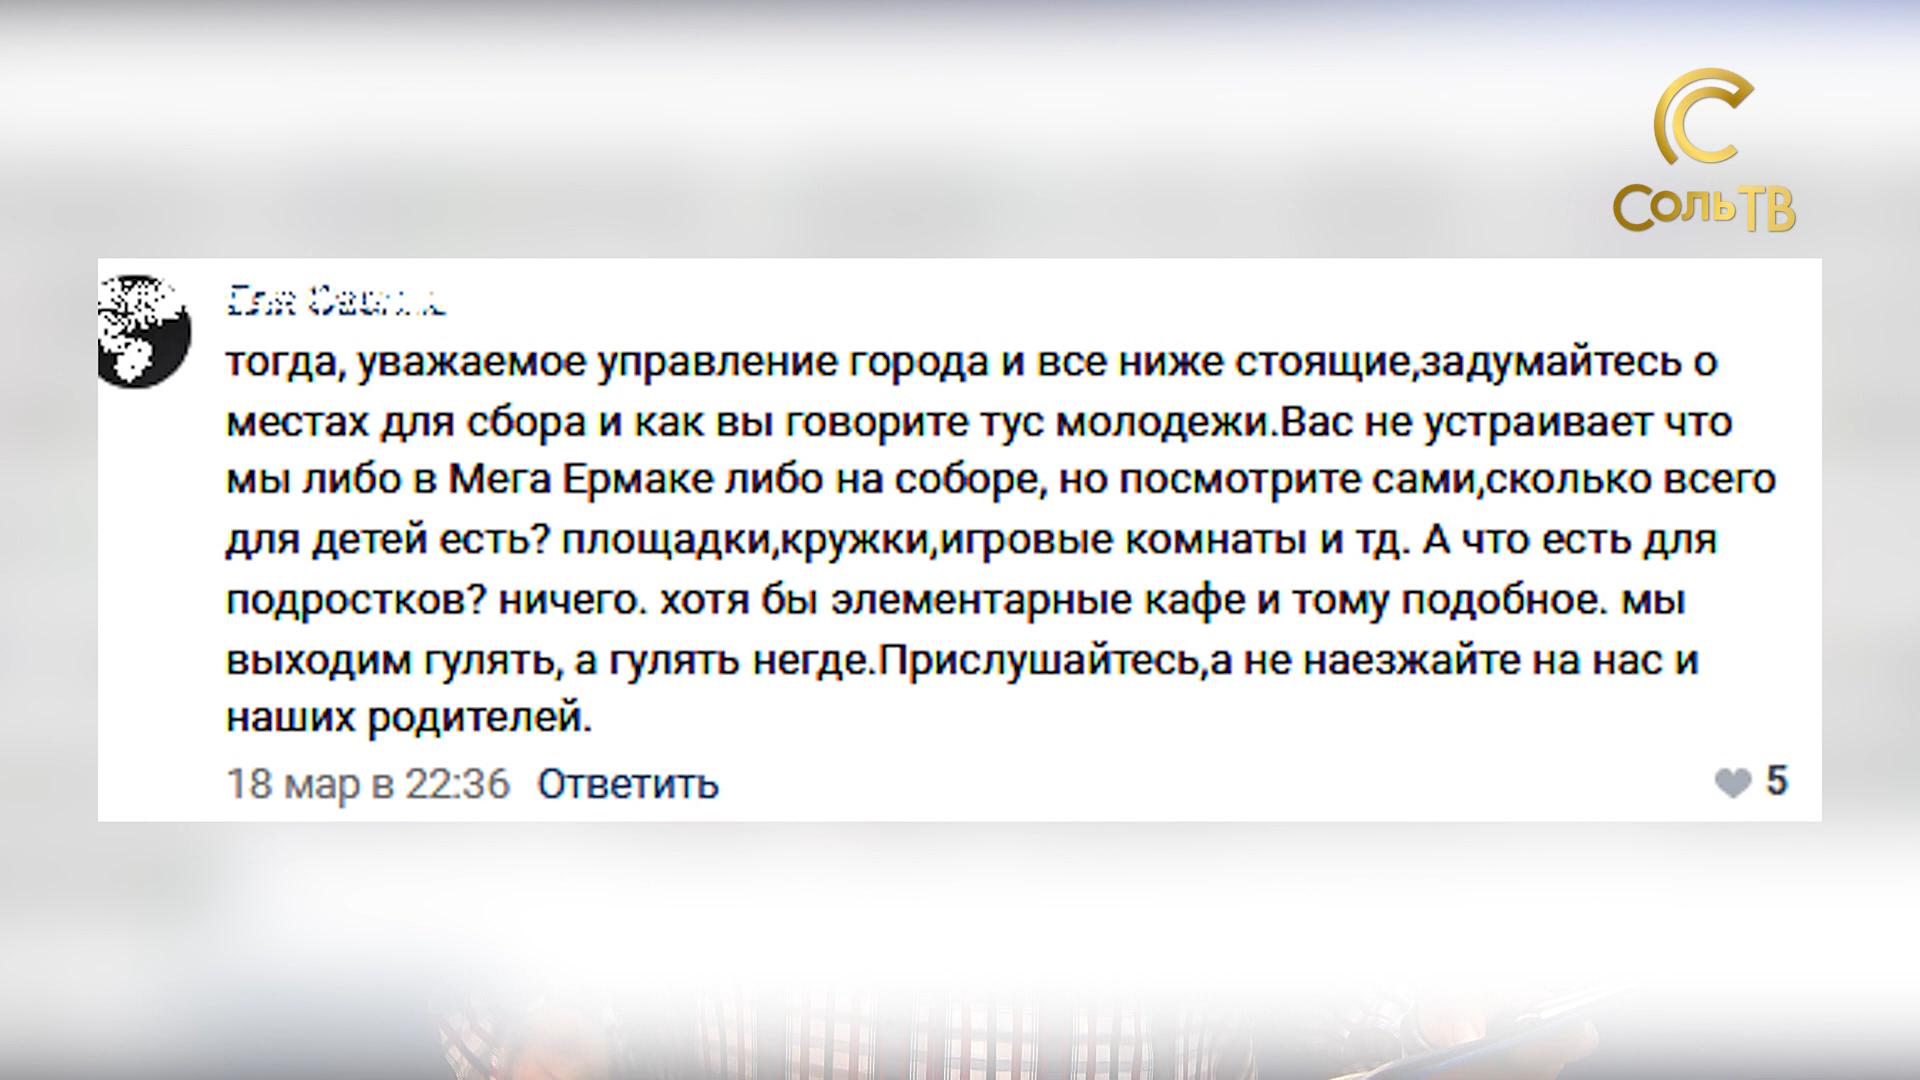 СОЛЬТВ
тогда, уважаемое управление города и все ниже стоящие,задумайтесь о
местах для сбора и как вы говорите тус молодежи.Вас не устраивает что
мы либо в Мега Ермаке либо на соборе, но посмотрите сами,сколько всего
для детей есть? площадки,кружки,игровые комнаты и тд. А что есть для
подростков? ничего. хотя бы элементарные кафе и тому подобное. мы
выходим гулять, а гулять негде.Прислушайтесь,а не наезжайте на нас и
наших родителей.
18 мар в 22:36 Ответить
5